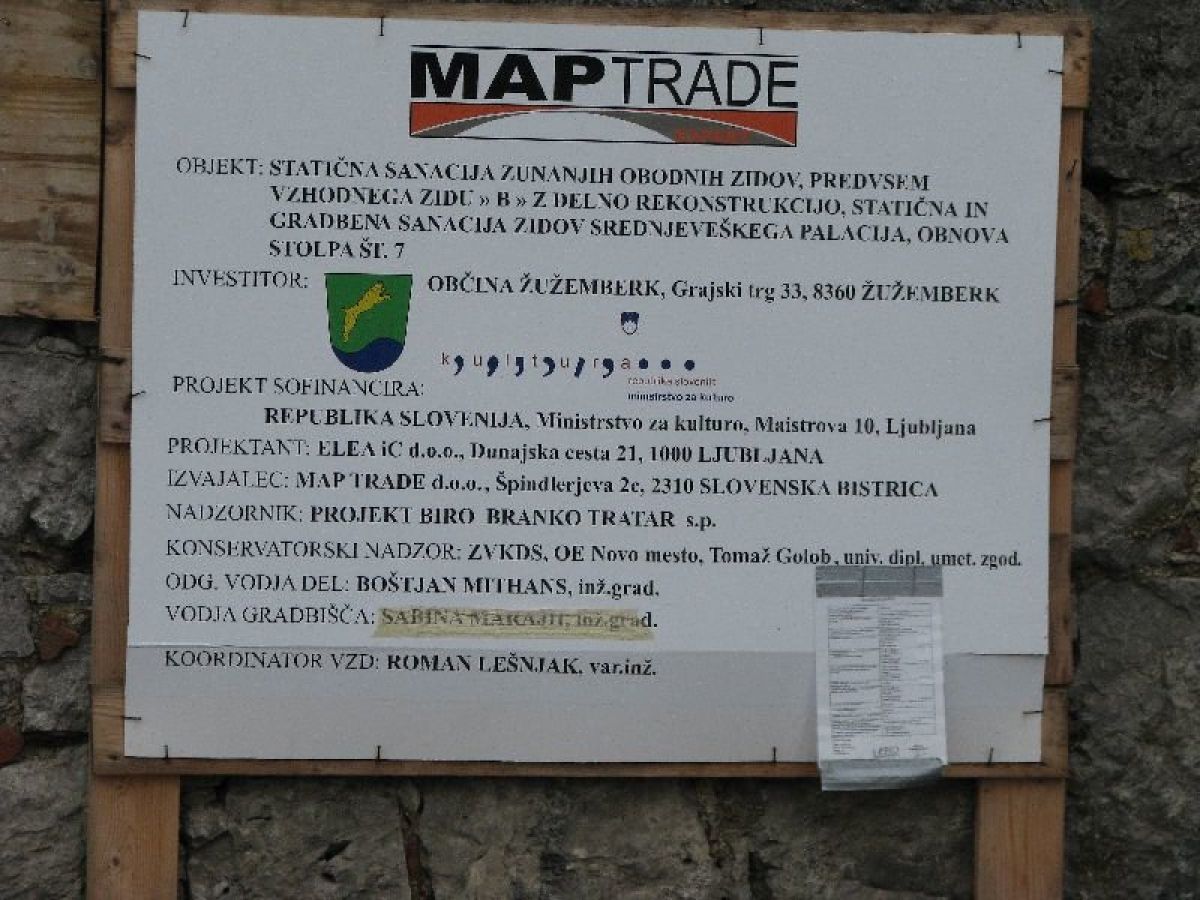 MAPTRADE
OBJEKT: STATIČNA SANACIJA ZUNANJIH OBODNIH ZIDOV, PREDVSEM
VZHODNEGA ZIDU » B » Z DELNO REKONSTRUKCIJO, STATIČNA IN
GRADBENA SANACIJA ZIDOV SREDNJEVEŠKEGA PALACIJA, OBNOVA
STOLPA ŠT. 7
INVESTITOR: OBČINA ŽUŽEMBERK, Grajski trg 33, 8360 ŽUŽEMBERK
kultura
republika slovenija
ministrstvo za kulturo
PROJEKT SOFINANCIRA:
REPUBLIKA SLOVENIJA, Ministrstvo za kulturo, Maistrova 10, Ljubljana
PROJEKTANT: ELEA iC d.o.o., Dunajska cesta 21, 1000 LJUBLJANA
IZVAJALEC: MAP TRADE d.o.o., Špindlerjeva 2c, 2310 SLOVENSKA BISTRICA
NADZORNIK: PROJEKT BIRO BRANKO TRATAR s.p.
KONSERVATORSKI NADZOR: ZVKDS, OE Novo mesto, Tomaž Golob, univ. dipl. umet. zgod.
ODG. VODJA DEL: BOŠTJAN MITHANS, inž.grad.
VODJA GRADBIŠČA: SABINA inž.grad.
KOORDINATOR VZD: ROMAN LEŠNJAK, var.inž.